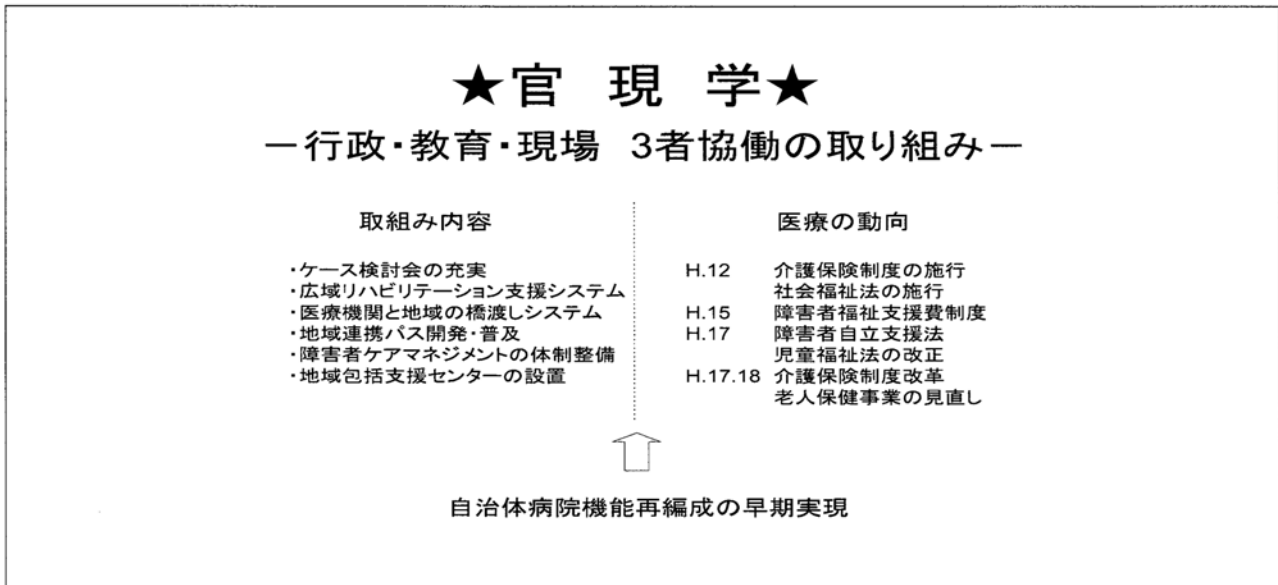 ★官 現 学★
－行政・教育・現場 3者協働の取り組み－
取組み内容
・ケース検討会の充実
・広域リハビリテーション支援システム
・医療機関と地域の橋渡しシステム
・地域連携パス開発・普及
・障害者ケアマネジメントの体制整備
・地域包括支援センターの設置
医療の動向
H.12 介護保険制度の施行
社会福祉法の施行
H.15 障害者福祉支援費制度
H.17 障害者自立支援法
児童福祉法の改正
H.17.18 介護保険制度改革
老人保健事業の見直し
自治体病院機能再編成の早期実現